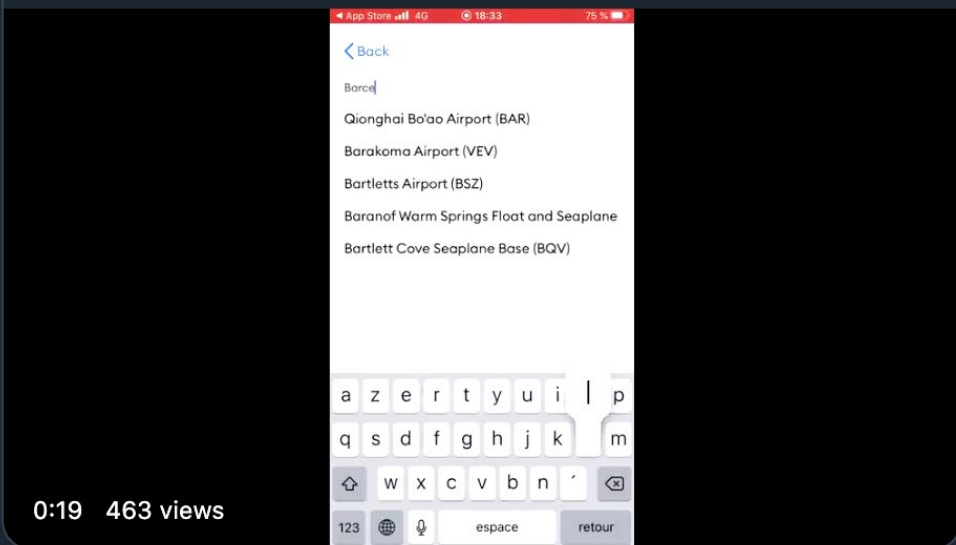 ◀ App Store 4G 18:33 75 %
Back
Barce
Qionghai Bo'ao Airport (BAR)
Barakoma Airport (VEV)
Bartletts Airport (BSZ)
Baranof Warm Springs Float and Seaplane
Bartlett Cove Seaplane Base (BQV)
a z e r t y u i l p
q s d f g h j k m
w x c v b n ´
123 espace retour
0:19 463 views